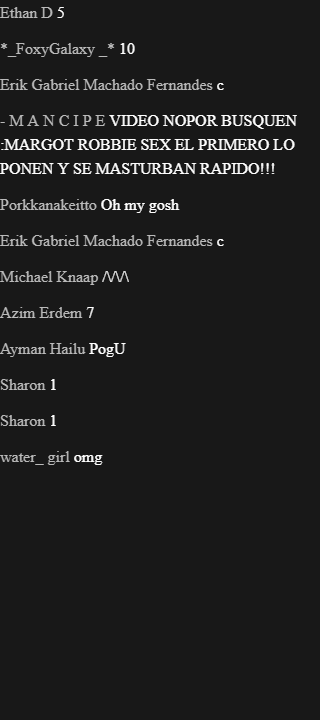 Ethan D 5
*_FoxyGalaxy _* 10
Erik Gabriel Machado Fernandes c
- M A N C I P E VIDEO NOPOR BUSQUEN
:MARGOT ROBBIE SEX EL PRIMERO LO
PONEN Y SE MASTURBAN RAPIDO!!!
Porkkanakeitto Oh my gosh
Erik Gabriel Machado Fernandes c
Michael Knaap /\/\/\
Azim Erdem 7
Ayman Hailu PogU
Sharon 1
Sharon 1
water_ girl omg